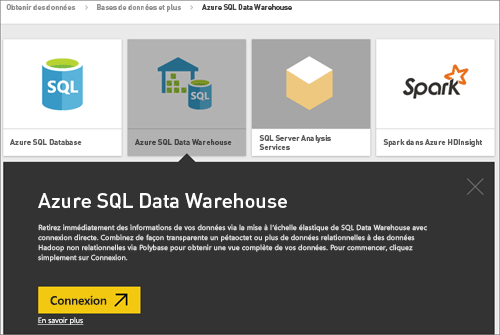 Obtenir des données > Bases de données et plus > Azure SQL Data Warehouse
SQL
SQL
Spark
Azure SQL Database
Azure SQL Data Warehouse
SQL Server Analysis
Services
Spark dans Azure HDInsight
Azure SQL Data Warehouse
Retirez immédiatement des informations de vos données via la mise à l'échelle élastique de SQL Data Warehouse avec
connexion directe. Combinez de façon transparente un pétaoctet ou plus de données relationnelles à des données
Hadoop non relationnelles via Polybase pour obtenir une vue complète de vos données. Pour commencer, cliquez
simplement sur Connexion.
Connexion
En savoir plus